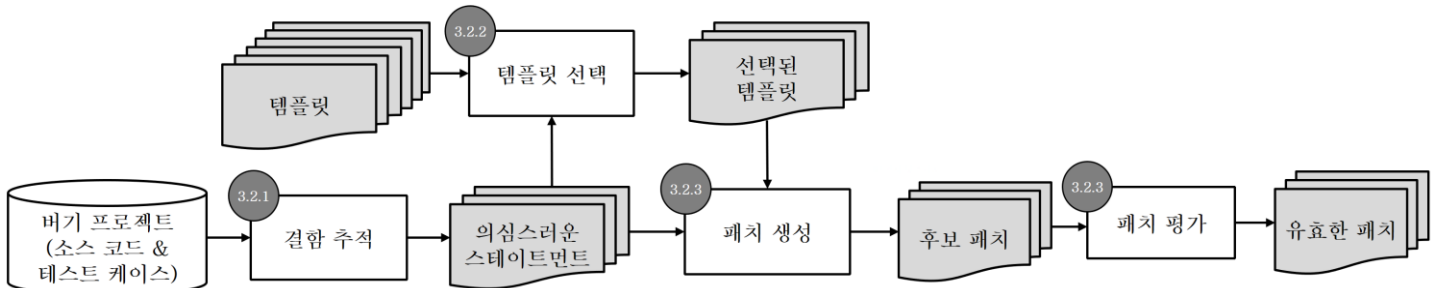 3.2.2
템플릿
템플릿 선택
선택된
템플릿
버기 프로젝트
(소스 코드 &
테스트 케이스)
3.2.1
결함 추적
의심스러운
스테이트먼트
3.2.3
패치 생성
후보 패치
3.2.3
패치 평가
유효한 패치